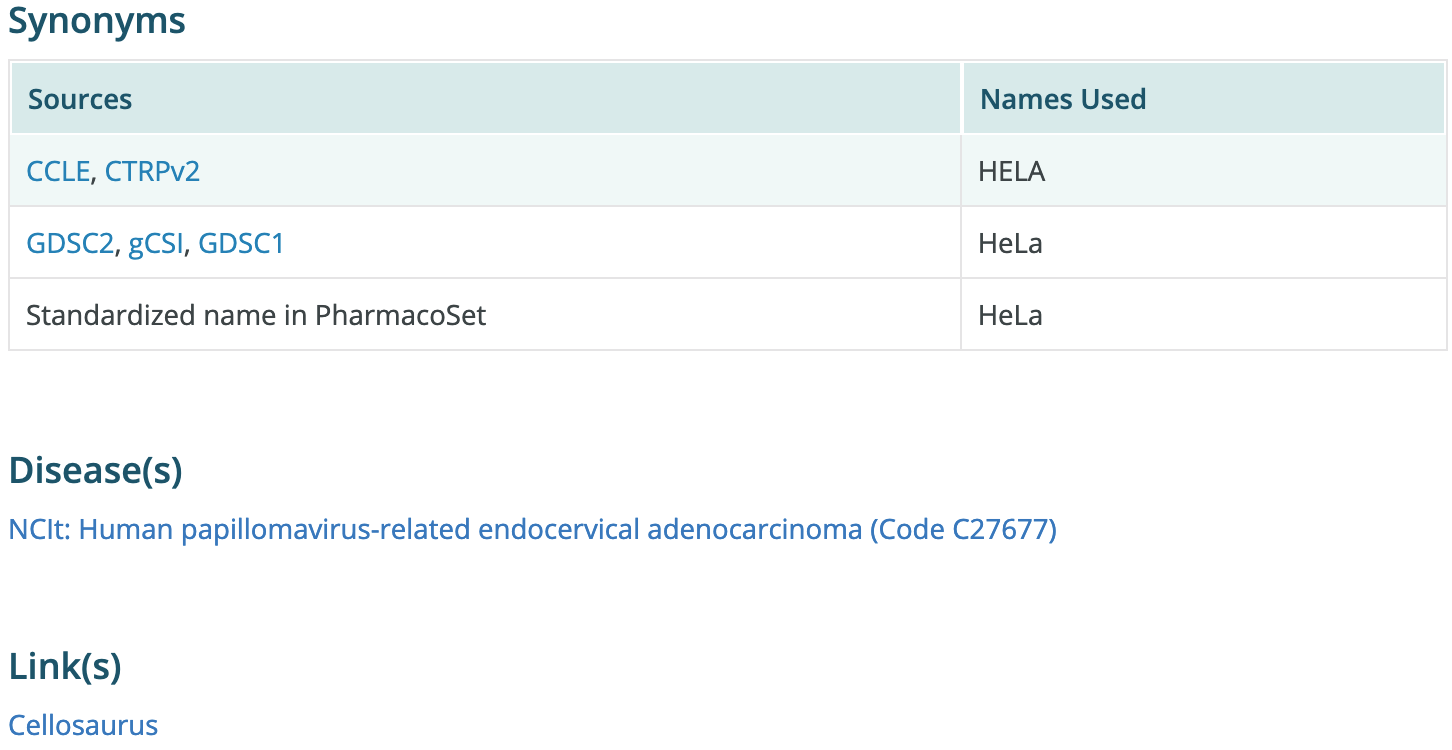 Synonyms
Sources Names Used
CCLE, CTRPv2 HELA
GDSC2, gCSI, GDSC1 HeLa
Standardized name in PharmacoSet HeLa
Disease(s)
NCIt: Human papillomavirus-related endocervical adenocarcinoma (Code C27677)
Link(s)
Cellosaurus